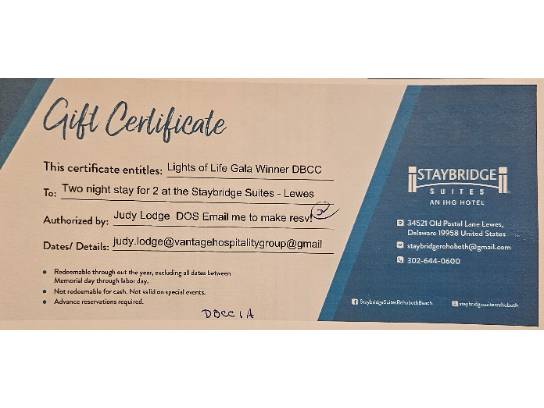 Gift Certificate
This certificate entitles: Lights of Life Gala Winner DBCC
To: Two night stay for 2 at the Staybridge Suites - Lewes
Authorized by: Judy Lodge DOS Email me to make resv!
Dates/ Details: judy.lodge@vantagehospitalitygroup@gmail
• Redeemable through out the year, excluding all dates between
Memorial day through labor day.
• Not redeemable for cash. Not valid on special events.
• Advance reservations required.
DBCC 1A
STAYBRIDGE
SUITES
AN IHG HOTEL
34521 Old Postal Lane Lewes,
Delaware 19958 United States
staybridgerehobeth@gmail.com
302-644-0600
StaybridgeSuitesRehobethBeach